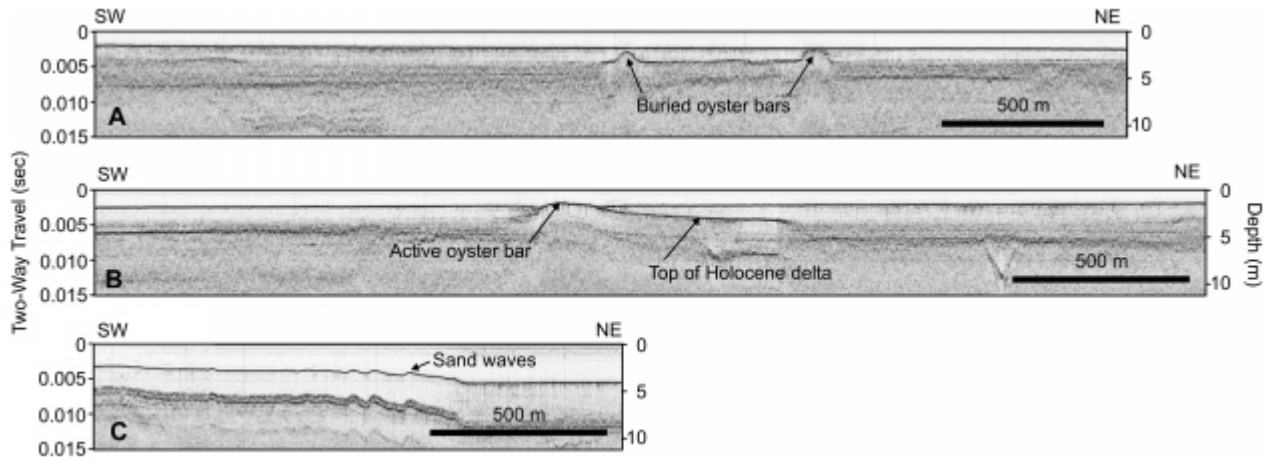 SW
NE
0
0.005
0.010
0.015
0
5
10
Buried oyster bars
500 m
A
SW
NE
0
0.005
0.010
0.015
0
5
10
Active oyster bar
Top of Holocene delta
500 m
B
Two-Way Travel (sec)
Depth (m)
SW
NE
0
0.005
0.010
0.015
0
5
10
Sand waves
500 m
C